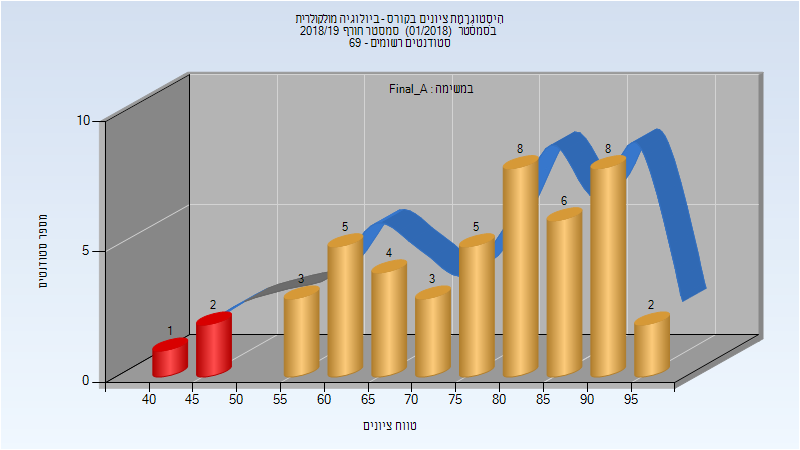 היסטוגרמת ציונים בקורס - ביולוגיה מולקולרית
בסמסטר (01/2018) סמסטר חורף 2018/19
סטודנטים רשומים - 69
במשימה : Final_A
מספר סטודנטים
10
5
0
1
2
3
5
4
3
5
8
6
8
2
40 45 50 55 60 65 70 75 80 85 90 95
טווח ציונים